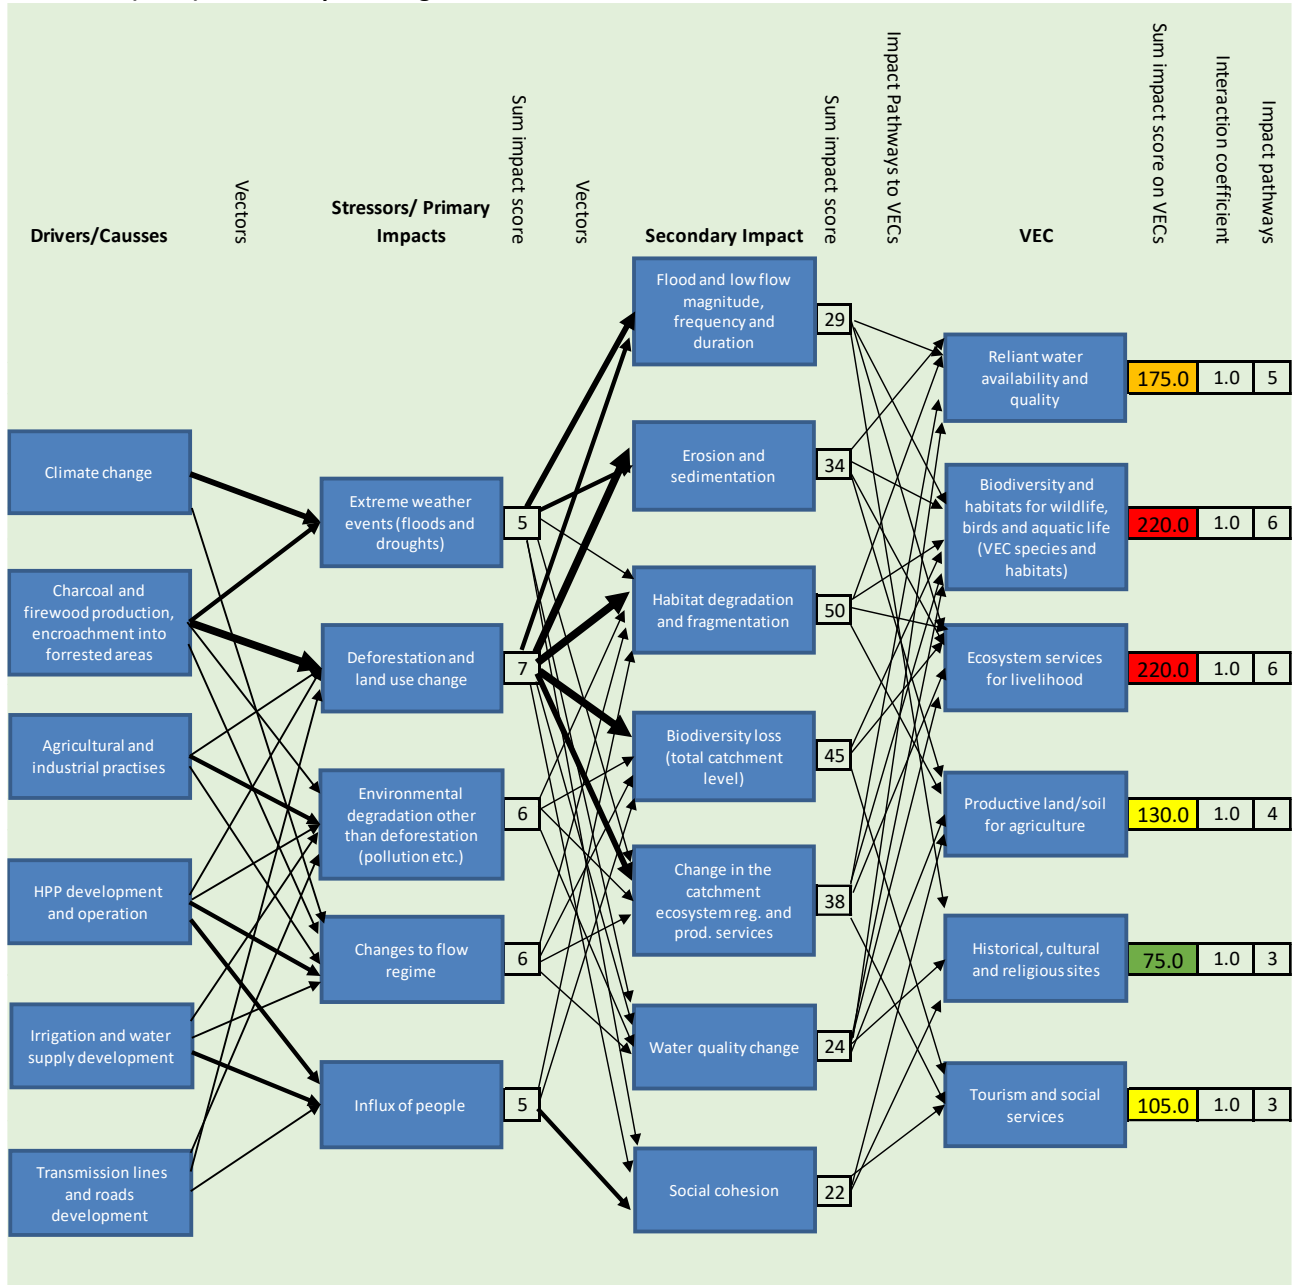 Sum impact score on VECs
Interaction coefficient
Impact pathways
Impact Pathways to VECs
Sum impact score
Vectors
Sum impact score
Vectors
Drivers/Causses
Stressors/ Primary
Impacts
Secondary Impact
VEC
Climate change
Charcoal and
firewood production,
encroachment into
forrested areas
Agricultural and
industrial practises
HPP development
and operation
Irrigation and water
supply development
Transmission lines
and roads
development
Extreme weather
events (floods and
droughts)
5
Deforestation and
land use change
7
Environmental
degradation other
than deforestation
(pollution etc.)
6
Changes to flow
regime
6
Influx of people
5
Flood and low flow
magnitude,
frequency and
duration
29
Erosion and
sedimentation
34
Habitat degradation
and fragmentation
50
Biodiversity loss
(total catchment
level)
45
Change in the
catchment
ecosystem reg. and
prod. services
38
Water quality change
24
Social cohesion
22
Reliant water
availability and
quality
175.0 1.0 5
Biodiversity and
habitats for wildlife,
birds and aquatic life
(VEC species and
habitats)
220.0 1.0 6
Ecosystem services
for livelihood
220.0 1.0 6
Productive land/soil
for agriculture
130.0 1.0 4
Historical, cultural
and religious sites
75.0 1.0 3
Tourism and social
services
105.0 1.0 3